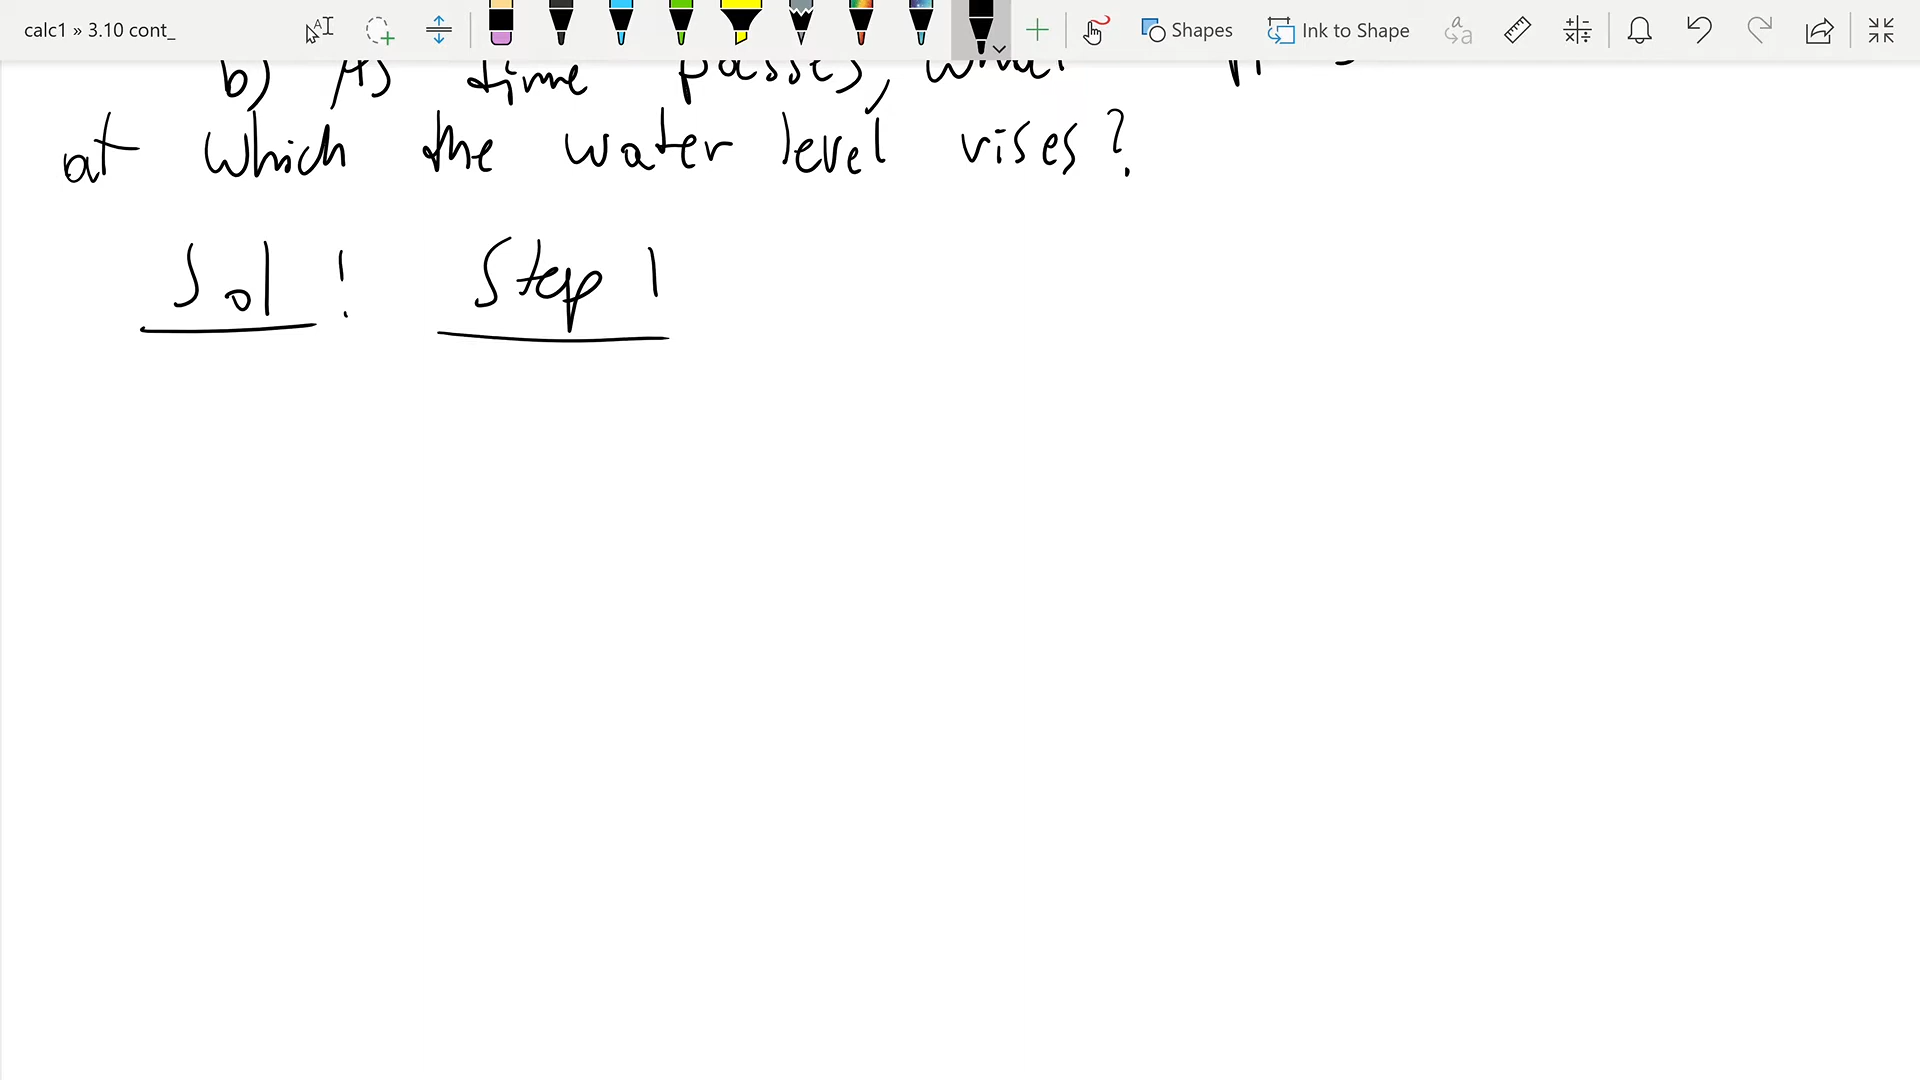 calc1 » 3.10 cont_ Shapes Ink to Shape
b) As time passes, what
at which the water level rises?
Sol: Step 1